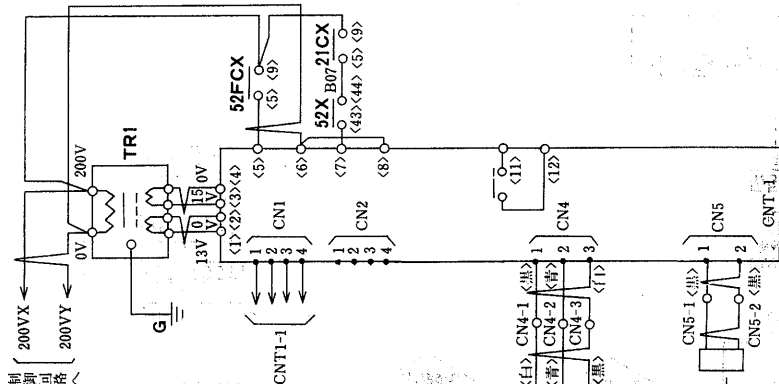 制御回路へ
200VX
200VY
G
0V
200V
TR1
13V
0V
15V
0V
〈1〉
〈2〉
〈3〉
〈4〉
〈5〉
〈6〉
〈7〉
〈8〉
〈11〉
〈12〉
52FCX
〈5〉
〈9〉
52X
B07
21CX
〈43〉
〈44〉
〈5〉
〈9〉
CNT1-1
1
2
3
4
CN1
1
2
3
4
CN2
CN4
1
2
3
〈黒〉
〈青〉
〈白〉
CN4-1
CN4-2
CN4-3
〈白〉
〈青〉
〈黒〉
CN5
1
2
〈黒〉
〈黒〉
CN5-1
CN5-2
CNT-1